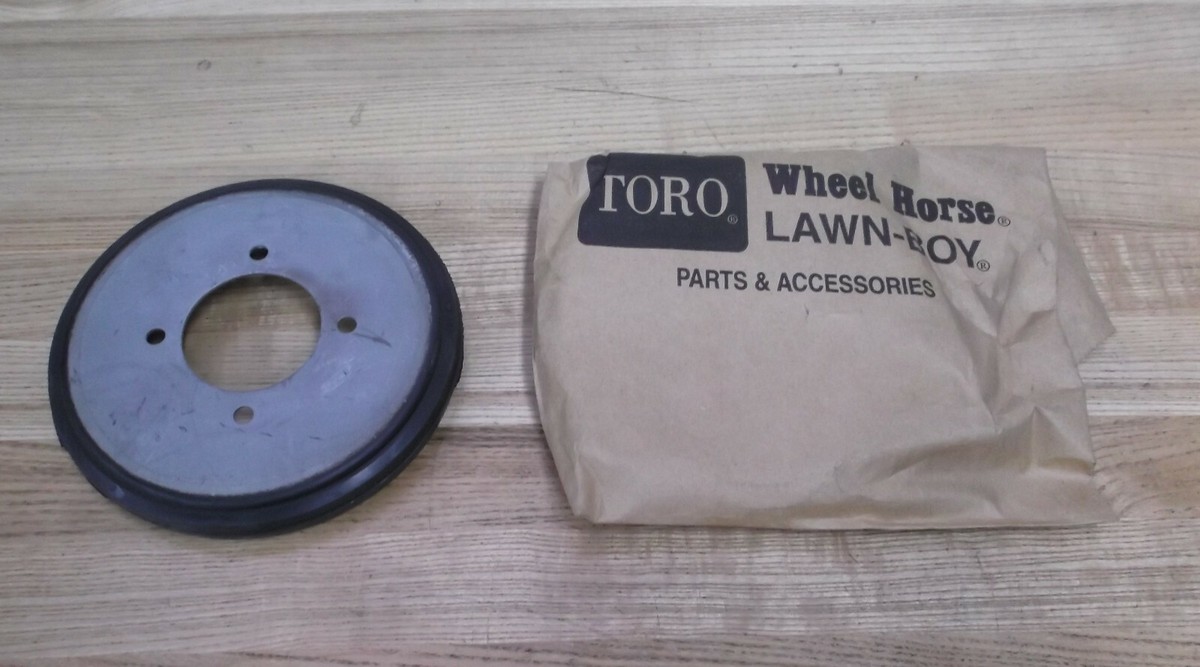 TORO®
Wheel Horse®
LAWN-BOY®
PARTS & ACCESSORIES